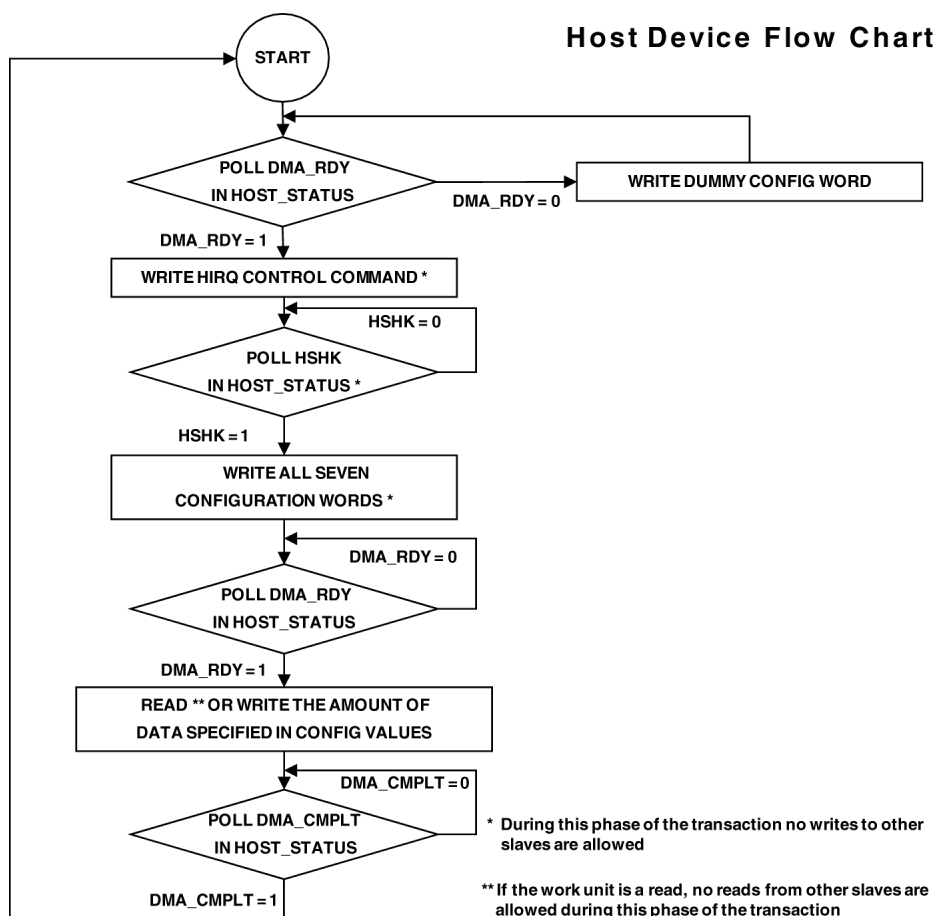 Host Device Flow Chart
START
POLL DMA_RDY
IN HOST_STATUS
DMA_RDY = 0
WRITE DUMMY CONFIG WORD
DMA_RDY = 1
WRITE HIRQ CONTROL COMMAND *
HSHK = 0
POLL HSHK
IN HOST_STATUS *
HSHK = 1
WRITE ALL SEVEN
CONFIGURATION WORDS *
DMA_RDY = 0
POLL DMA_RDY
IN HOST_STATUS
DMA_RDY = 1
READ ** OR WRITE THE AMOUNT OF
DATA SPECIFIED IN CONFIG VALUES
DMA_CMPLT = 0
POLL DMA_CMPLT
IN HOST_STATUS
DMA_CMPLT = 1
* During this phase of the transaction no writes to other
slaves are allowed
** If the work unit is a read, no reads from other slaves are
allowed during this phase of the transaction